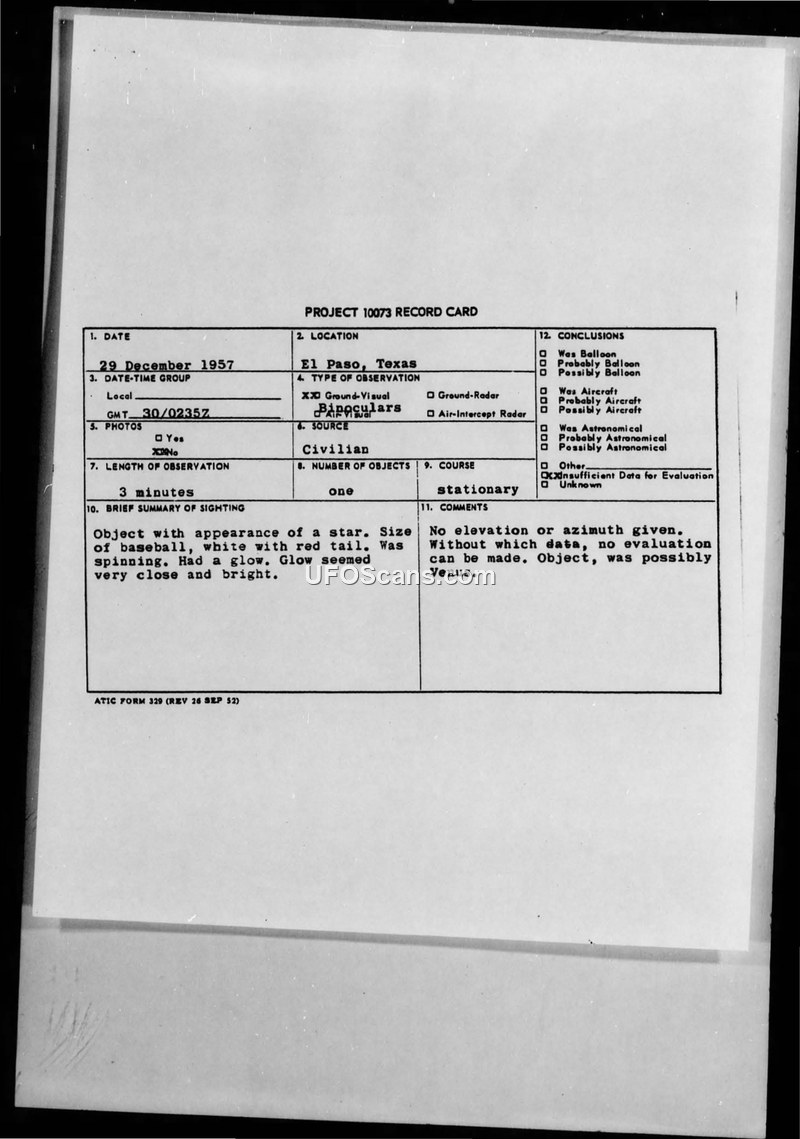 PROJECT 10073 RECORD CARD
1. DATE
29 December 1957
2. LOCATION
El Paso, Texas
3. DATE-TIME GROUP
Local
GMT 30/0235Z
4. TYPE OF OBSERVATION
XX Ground-Visual
Ground-Radar
Binoculars
Air-Visual
Air-Intercept Radar
5. PHOTOS
Yes
XX No
6. SOURCE
Civilian
7. LENGTH OF OBSERVATION
3 minutes
8. NUMBER OF OBJECTS
one
9. COURSE
stationary
12. CONCLUSIONS
Was Balloon
Probably Balloon
Possibly Balloon
Was Aircraft
Probably Aircraft
Possibly Aircraft
Was Astronomical
Probably Astronomical
Possibly Astronomical
Other
XX Insufficient Data for Evaluation
Unknown
10. BRIEF SUMMARY OF SIGHTING
Object with appearance of a star. Size
of baseball, white with red tail. Was
spinning. Had a glow. Glow seemed
very close and bright.
11. COMMENTS
No elevation or azimuth given.
Without which data, no evaluation
can be made. Object, was possibly
Venus.
UFOScans.com
ATIC FORM 329 (REV 26 SEP 52)